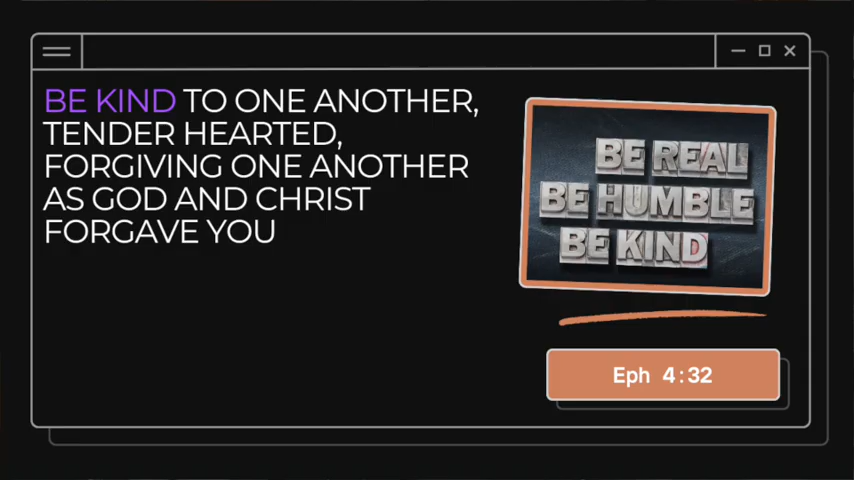 BE KIND TO ONE ANOTHER,
TENDER HEARTED,
FORGIVING ONE ANOTHER
AS GOD AND CHRIST
FORGAVE YOU
BE REAL
BE HUMBLE
BE KIND
Eph 4:32